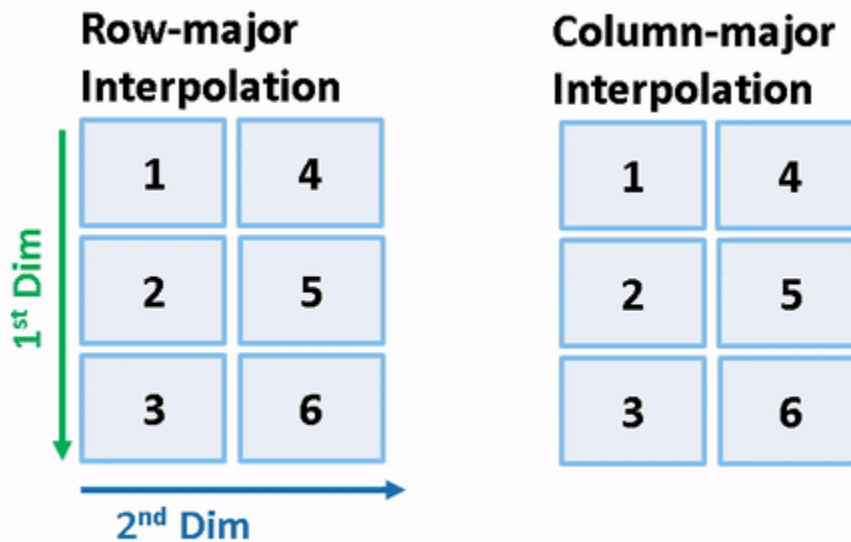 Row-major
Interpolation
Column-major
Interpolation
1 4
2 5
3 6
1 4
2 5
3 6
1st Dim
2nd Dim